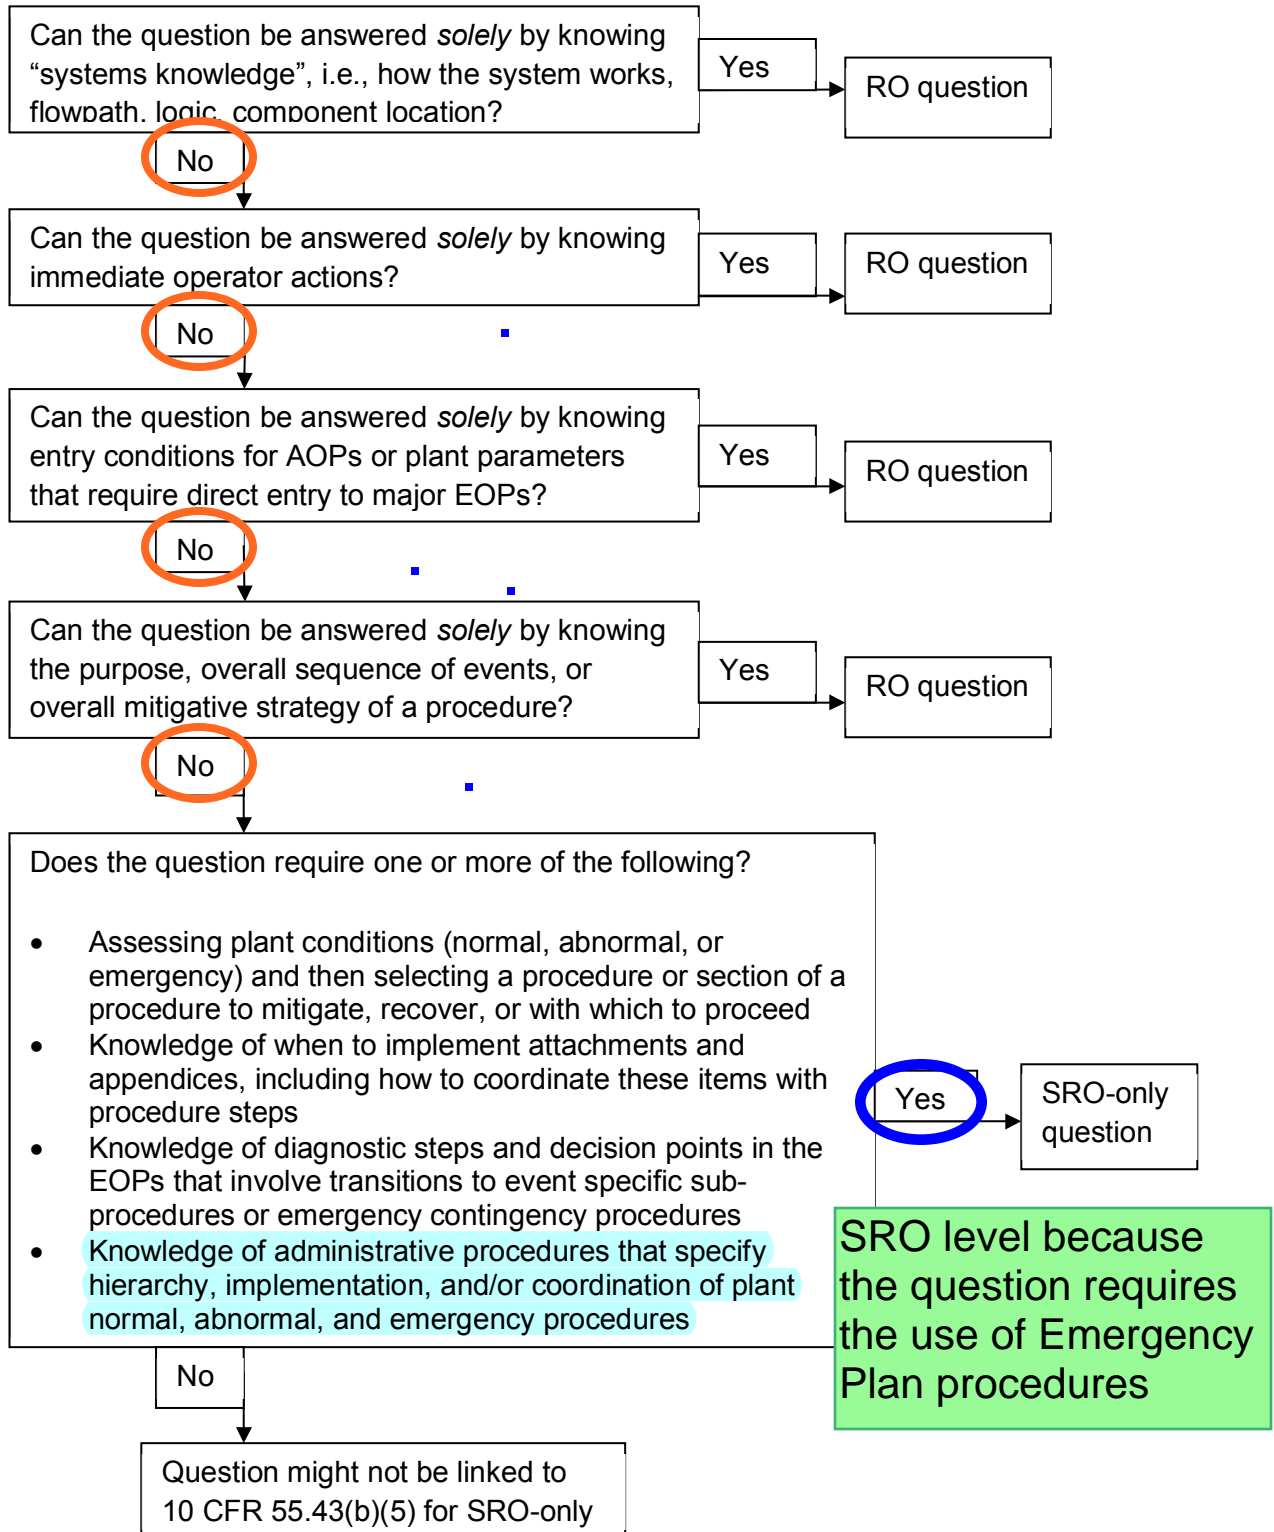 Can the question be answered solely by knowing
“systems knowledge”, i.e., how the system works,
flowpath, logic, component location?
Yes
RO question
No
Can the question be answered solely by knowing
immediate operator actions?
Yes
RO question
No
Can the question be answered solely by knowing
entry conditions for AOPs or plant parameters
that require direct entry to major EOPs?
Yes
RO question
No
Can the question be answered solely by knowing
the purpose, overall sequence of events, or
overall mitigative strategy of a procedure?
Yes
RO question
No
Does the question require one or more of the following?
• Assessing plant conditions (normal, abnormal, or
emergency) and then selecting a procedure or section of a
procedure to mitigate, recover, or with which to proceed
• Knowledge of when to implement attachments and
appendices, including how to coordinate these items with
procedure steps
• Knowledge of diagnostic steps and decision points in the
EOPs that involve transitions to event specific sub-
procedures or emergency contingency procedures
• Knowledge of administrative procedures that specify
hierarchy, implementation, and/or coordination of plant
normal, abnormal, and emergency procedures
Yes
SRO-only
question
SRO level because
the question requires
the use of Emergency
Plan procedures
No
Question might not be linked to
10 CFR 55.43(b)(5) for SRO-only